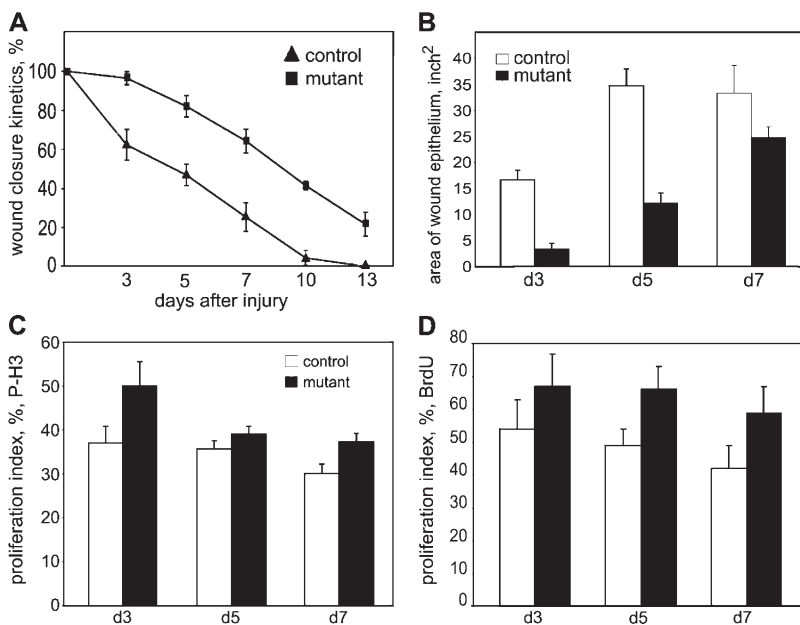 A
wound closure kinetics, %
100
80
60
40
20
0
control
mutant
3 5 7 10 13
days after injury
B
area of wound epithelium, inch²
40
35
30
25
20
15
10
5
0
control
mutant
d3 d5 d7
C
proliferation index, %, P-H3
60
50
40
30
20
10
0
control
mutant
d3 d5 d7
D
proliferation index, %, BrdU
80
70
60
50
40
30
20
10
0
d3 d5 d7